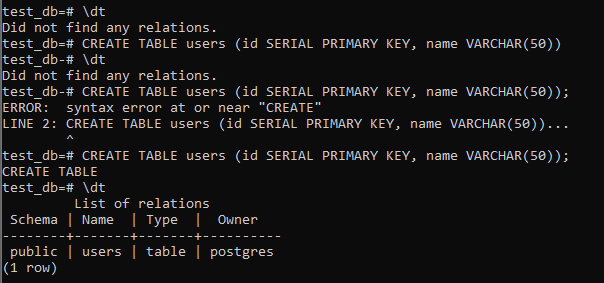 test_db=# \dt
Did not find any relations.
test_db=# CREATE TABLE users (id SERIAL PRIMARY KEY, name VARCHAR(50))
test_db-# \dt
Did not find any relations.
test_db-# CREATE TABLE users (id SERIAL PRIMARY KEY, name VARCHAR(50));
ERROR:  syntax error at or near "CREATE"
LINE 2: CREATE TABLE users (id SERIAL PRIMARY KEY, name VARCHAR(50))...
        ^
test_db=# CREATE TABLE users (id SERIAL PRIMARY KEY, name VARCHAR(50));
CREATE TABLE
test_db=# \dt
         List of relations
 Schema | Name  | Type  |  Owner
--------+-------+-------+----------
 public | users | table | postgres
(1 row)